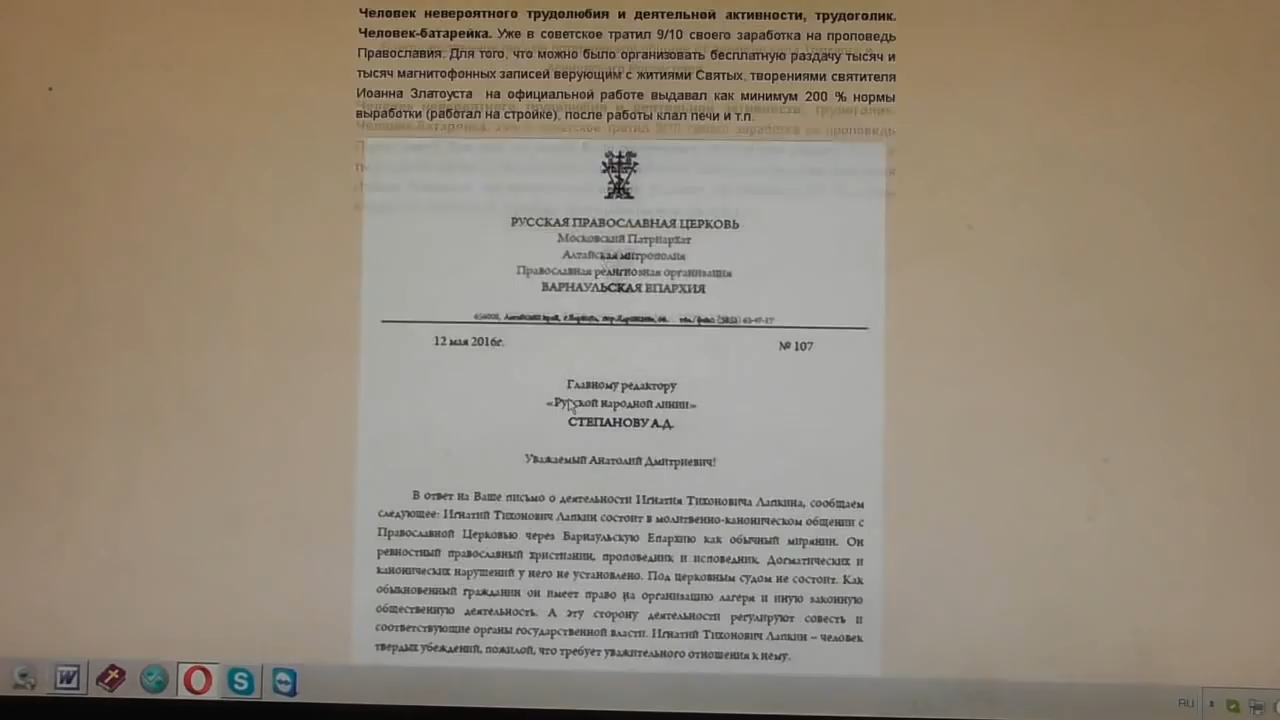 Человек невероятного трудолюбия и деятельной активности, трудоголик.
Человек-батарейка. Уже в советское тратил 9/10 своего заработка на проповедь
Православия. Для того, что можно было организовать бесплатную раздачу тысяч и
тысяч магнитофонных записей верующим с житиями Святых, творениями святителя
Иоанна Златоуста на официальной работе выдавал как минимум 200 % нормы
выработки (работал на стройке), после работы клал печи и т.п.
РУССКАЯ ПРАВОСЛАВНАЯ ЦЕРКОВЬ
Московский Патриархат
Алтайская митрополия
Православная религиозная организация
БАРНАУЛЬСКАЯ ЕПАРХИЯ
12 мая 2016г.
№ 107
Главному редактору
«Русской народной линии»
СТЕПАНОВУ А.Д.
Уважаемый Анатолий Дмитриевич!
В ответ на Ваше письмо о деятельности Игнатия Тихоновича Лапкина, сообщаем
следующее: Игнатий Тихонович Лапкин состоит в молитвенно-каноническом общении с
Православной Церковью через Барнаульскую Епархию как обычный мирянин. Он
ревностный православный христианин, проповедник и исповедник. Догматических и
канонических нарушений у него не установлено. Под церковным судом не состоит. Как
обыкновенный гражданин он имеет право на организацию лагеря и иную законную
общественную деятельность. А эту сторону деятельности регулируют совесть и
соответствующие органы государственной власти. Игнатий Тихонович Лапкин – человек
твердых убеждений, пожилой, что требует уважительного отношения к нему.
RU